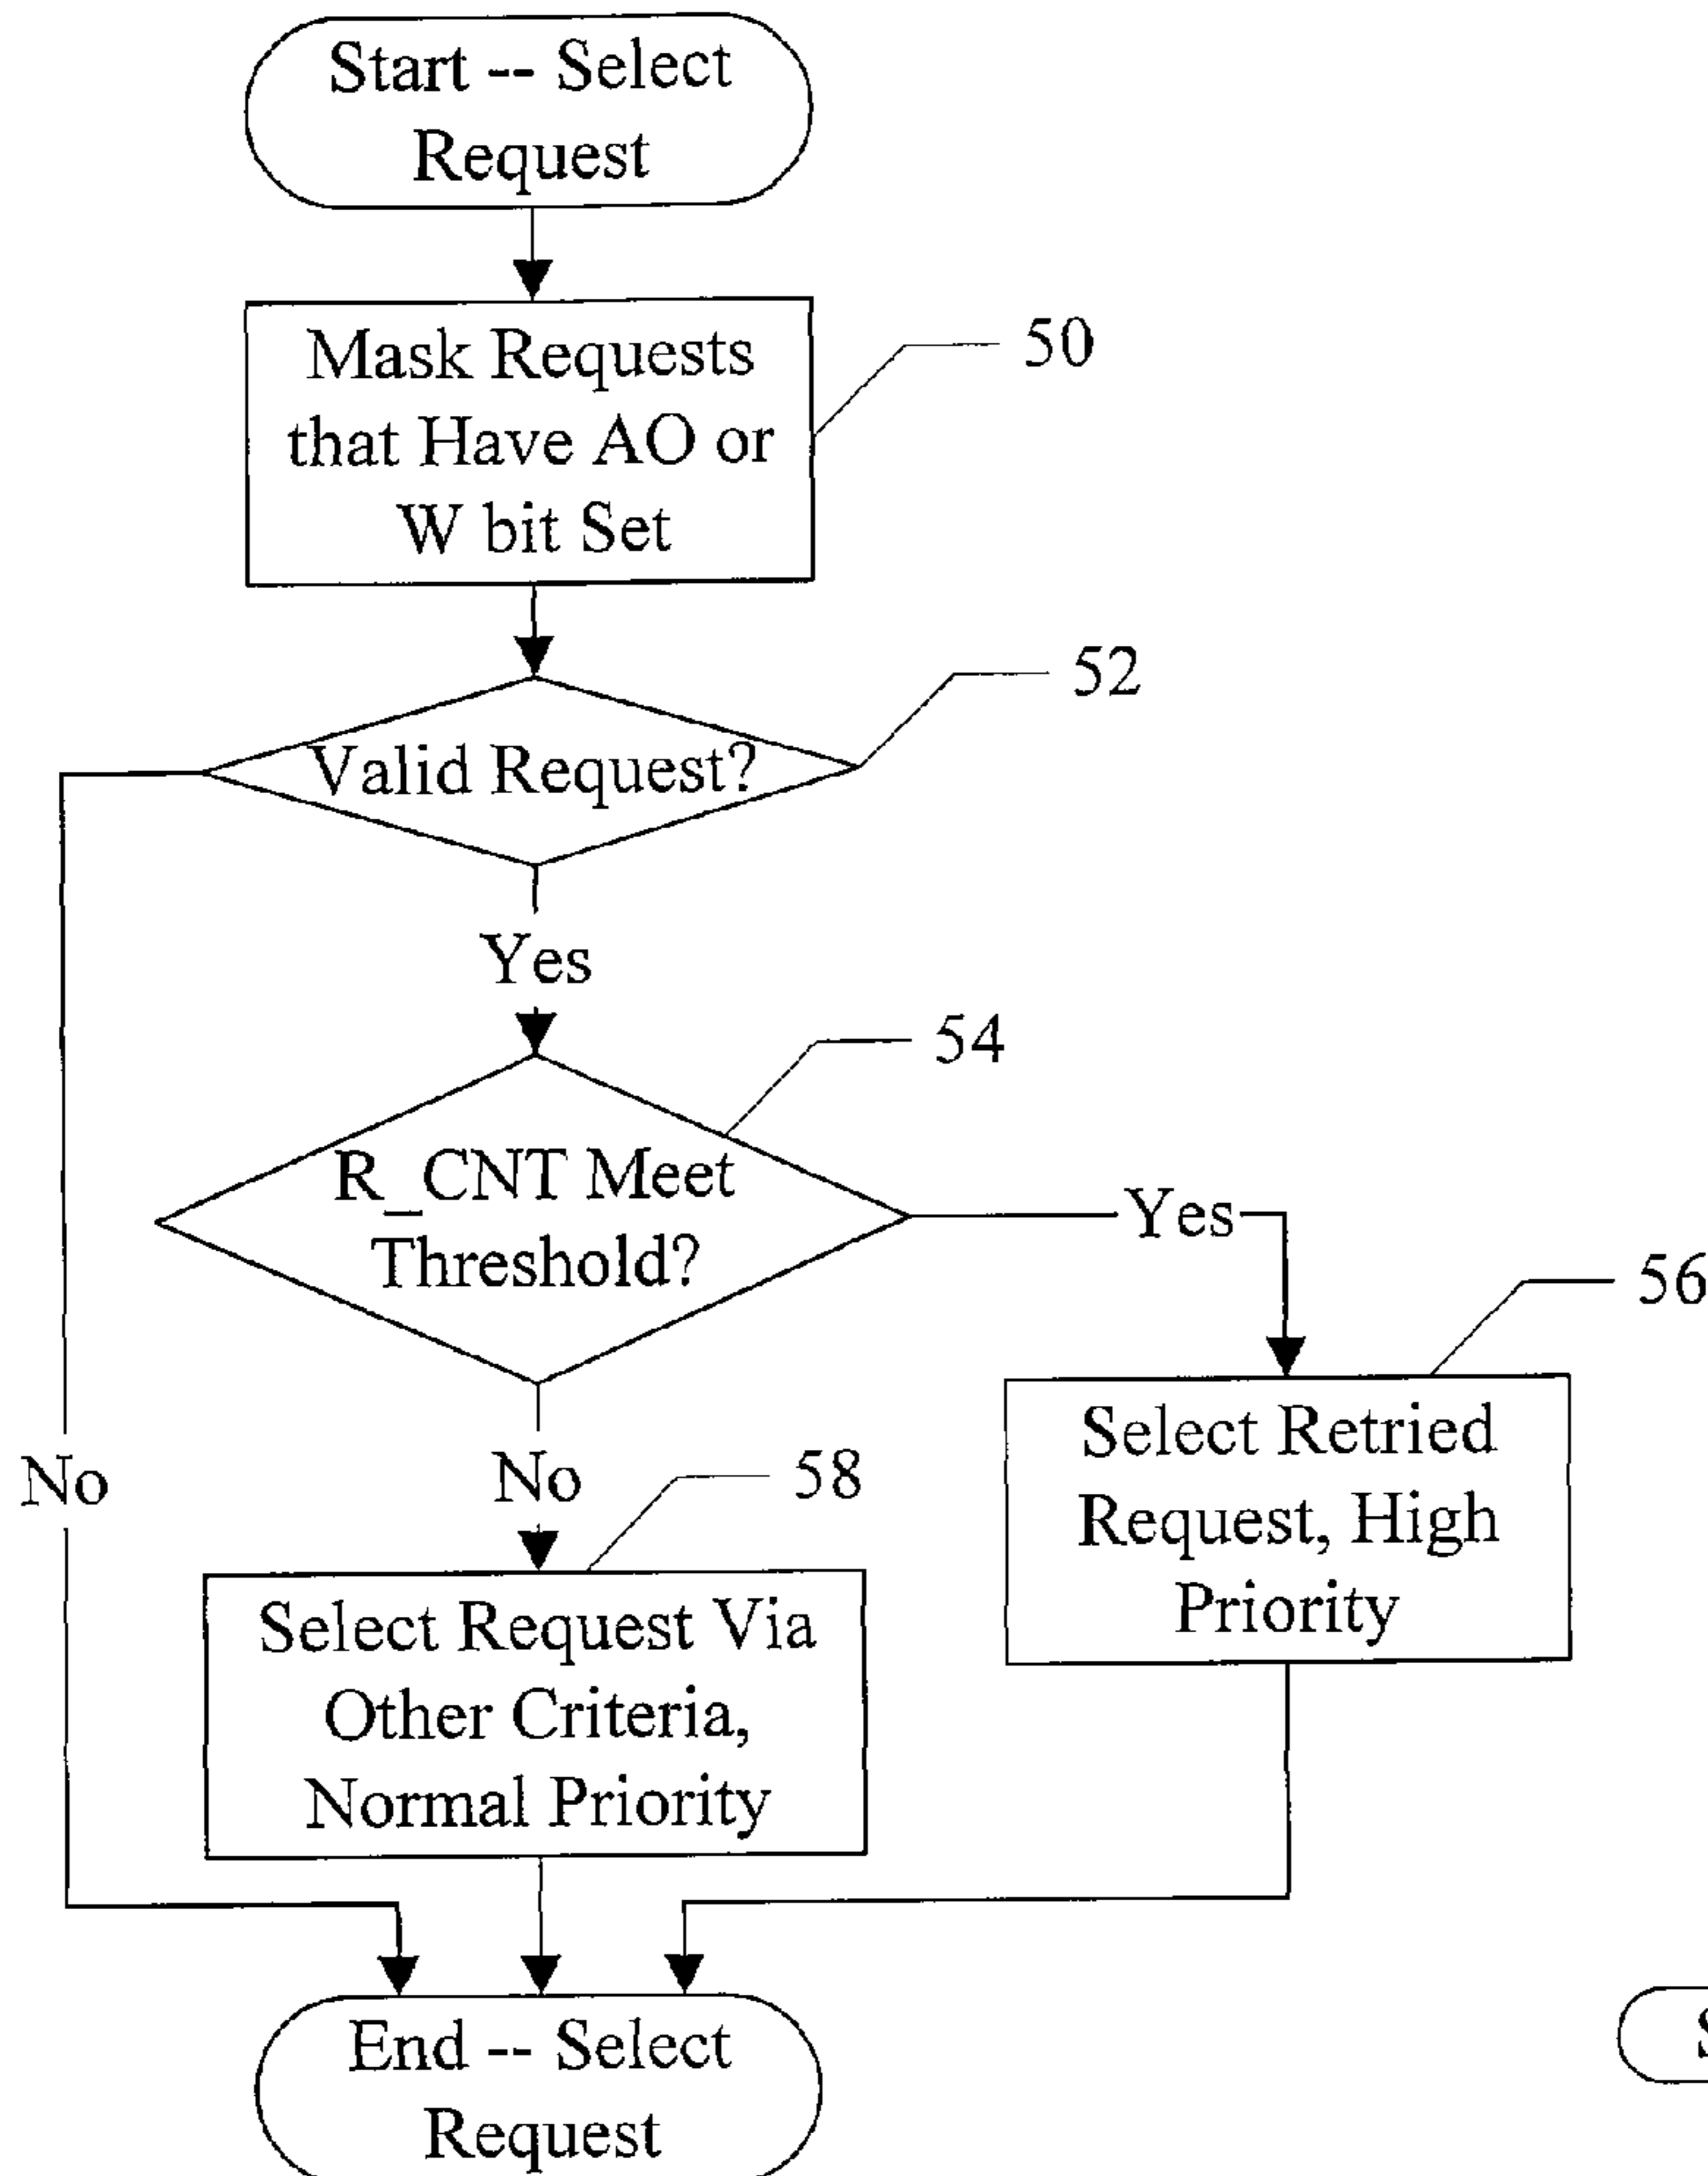 Start -- Select
Request
Mask Requests
that Have AO or
W bit Set
50
Valid Request?
52
Yes
54
R_CNT Meet
Threshold?
Yes
56
Select Retried
Request, High
Priority
No
No
58
Select Request Via
Other Criteria,
Normal Priority
End -- Select
Request
S